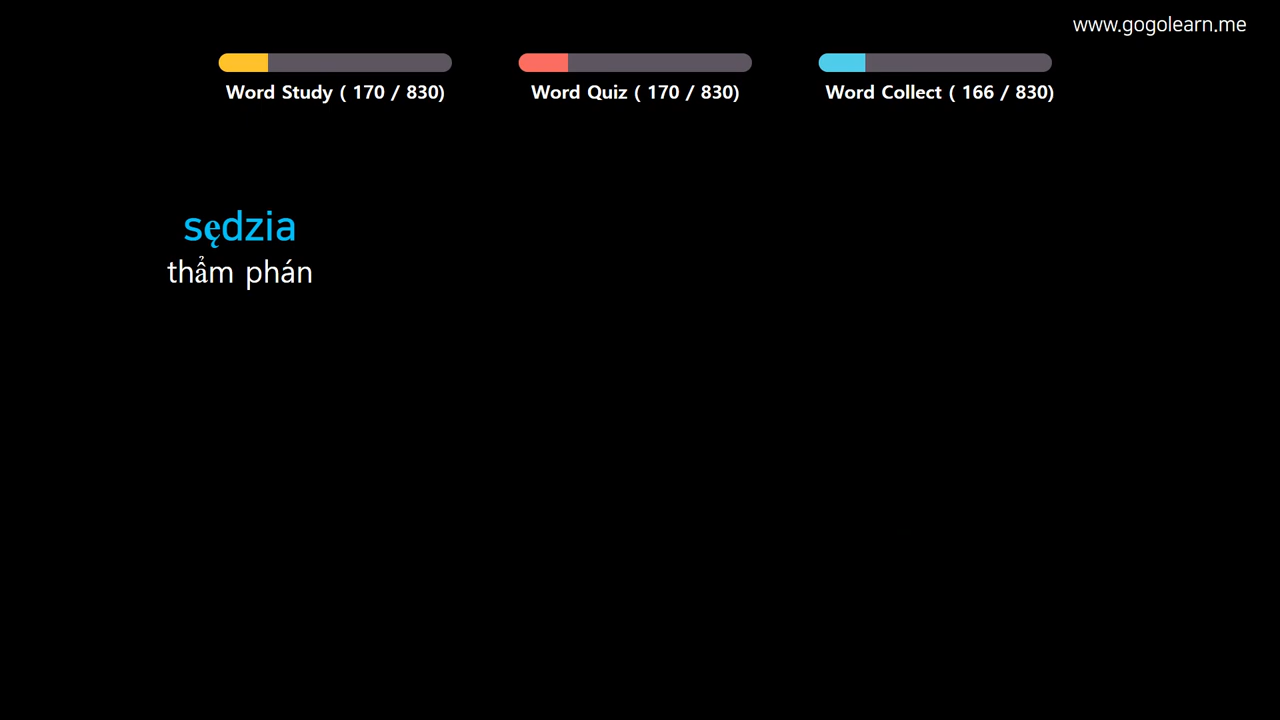 www.gogolearn.me
Word Study ( 170 / 830)
Word Quiz ( 170 / 830)
Word Collect ( 166 / 830)
sędzia
thẩm phán